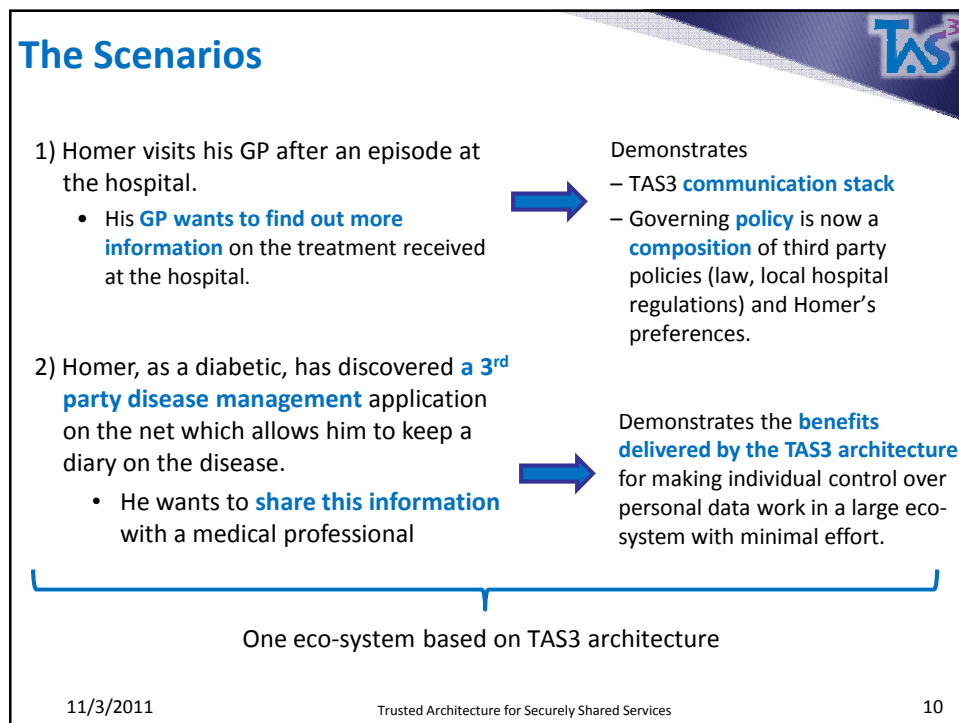 The Scenarios
TAS³
1) Homer visits his GP after an episode at
the hospital.
• His GP wants to find out more
information on the treatment received
at the hospital.
Demonstrates
– TAS3 communication stack
– Governing policy is now a
composition of third party
policies (law, local hospital
regulations) and Homer's
preferences.
2) Homer, as a diabetic, has discovered a 3rd
party disease management application
on the net which allows him to keep a
diary on the disease.
• He wants to share this information
with a medical professional
Demonstrates the benefits
delivered by the TAS3 architecture
for making individual control over
personal data work in a large eco-
system with minimal effort.
One eco-system based on TAS3 architecture
11/3/2011
Trusted Architecture for Securely Shared Services
10